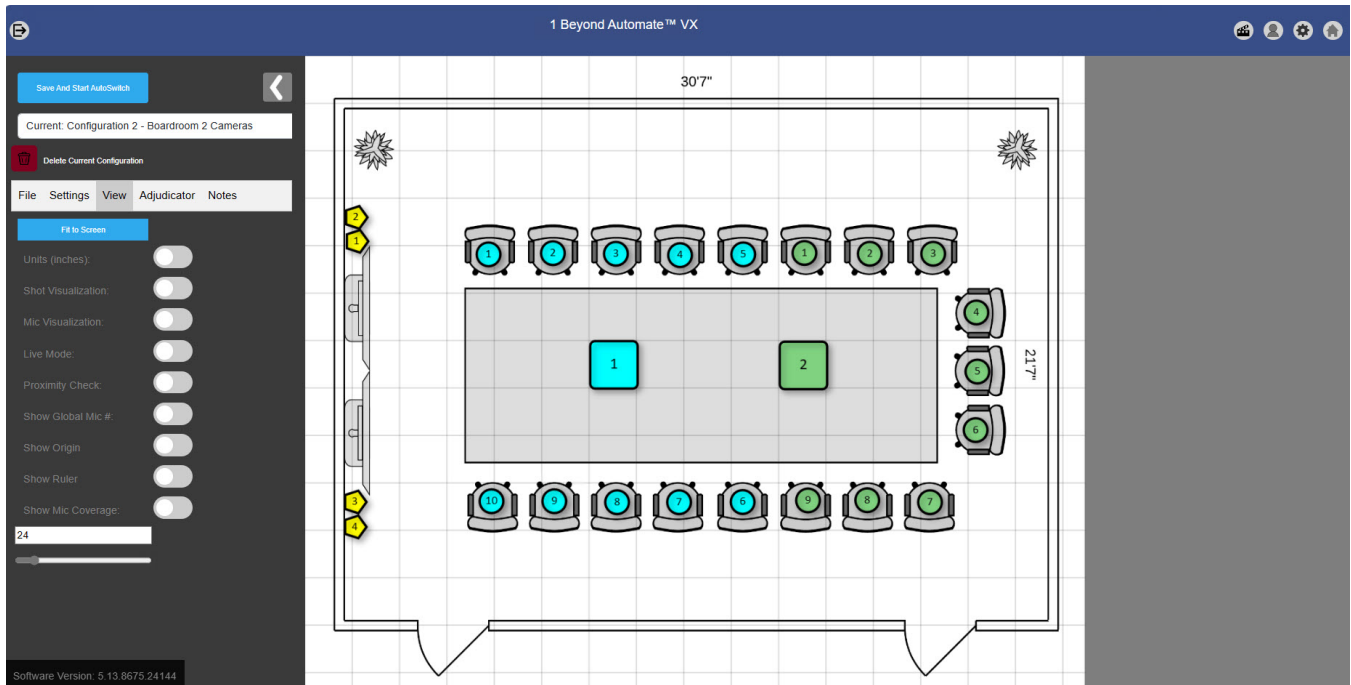 1 Beyond Automate™ VX
Save And Start AutoSwitch
Current: Configuration 2 - Boardroom 2 Cameras
Delete Current Configuration
File Settings View Adjudicator Notes
Fit to Screen
Units (inches):
Shot Visualization:
Mic Visualization:
Live Mode:
Proximity Check:
Show Global Mic #:
Show Origin
Show Ruler
Show Mic Coverage:
24
Software Version: 5.13.8675.24144
30'7"
2
1
1 2 3 4 5 1 2 3
4
1 2
5
21'7"
6
3
4
10 9 8 7 6 9 8 7